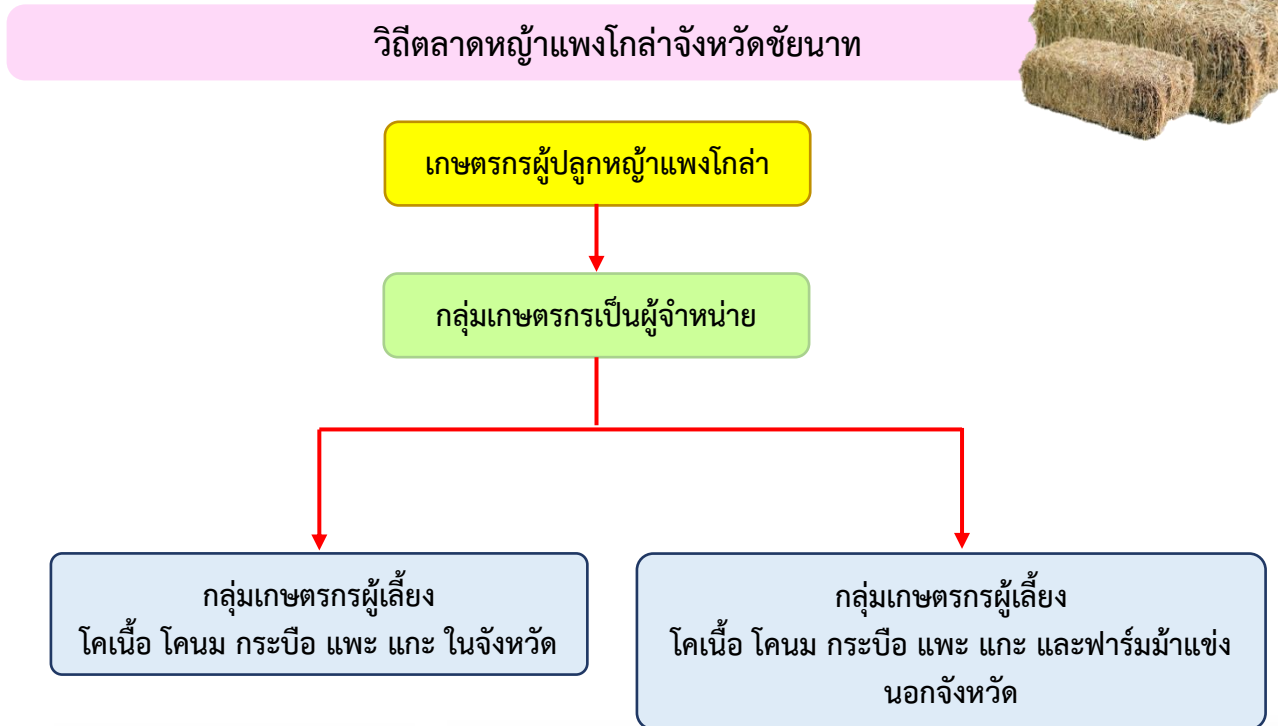 วิถีตลาดหญ้าแพงโกล่าจังหวัดชัยนาท
เกษตรกรผู้ปลูกหญ้าแพงโกล่า
กลุ่มเกษตรกรเป็นผู้จำหน่าย
กลุ่มเกษตรกรผู้เลี้ยง
โคเนื้อ โคนม กระบือ แพะ แกะ ในจังหวัด
กลุ่มเกษตรกรผู้เลี้ยง
โคเนื้อ โคนม กระบือ แพะ แกะ และฟาร์มม้าแข่ง
นอกจังหวัด